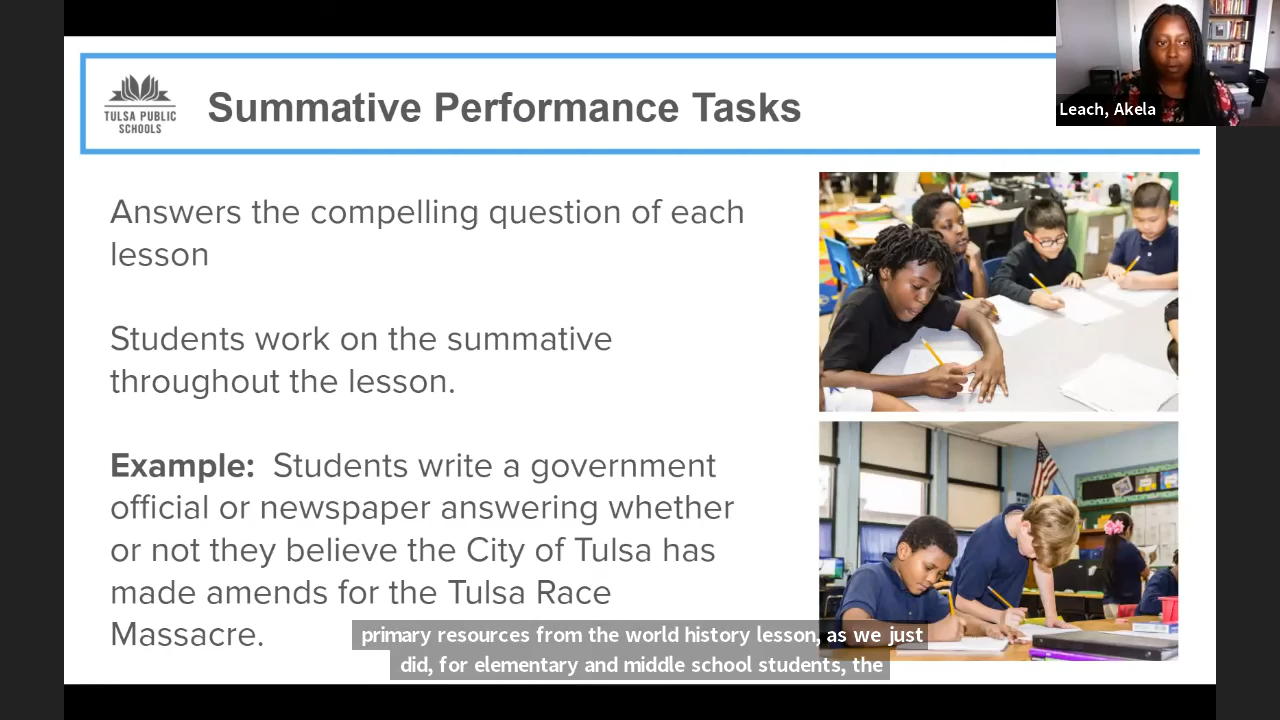 Leach, Akela
TULSA PUBLIC
SCHOOLS
Summative Performance Tasks
Answers the compelling question of each
lesson
Students work on the summative
throughout the lesson.
Example: Students write a government
official or newspaper answering whether
or not they believe the City of Tulsa has
made amends for the Tulsa Race
Massacre.
primary resources from the world history lesson, as we just
did, for elementary and middle school students, the